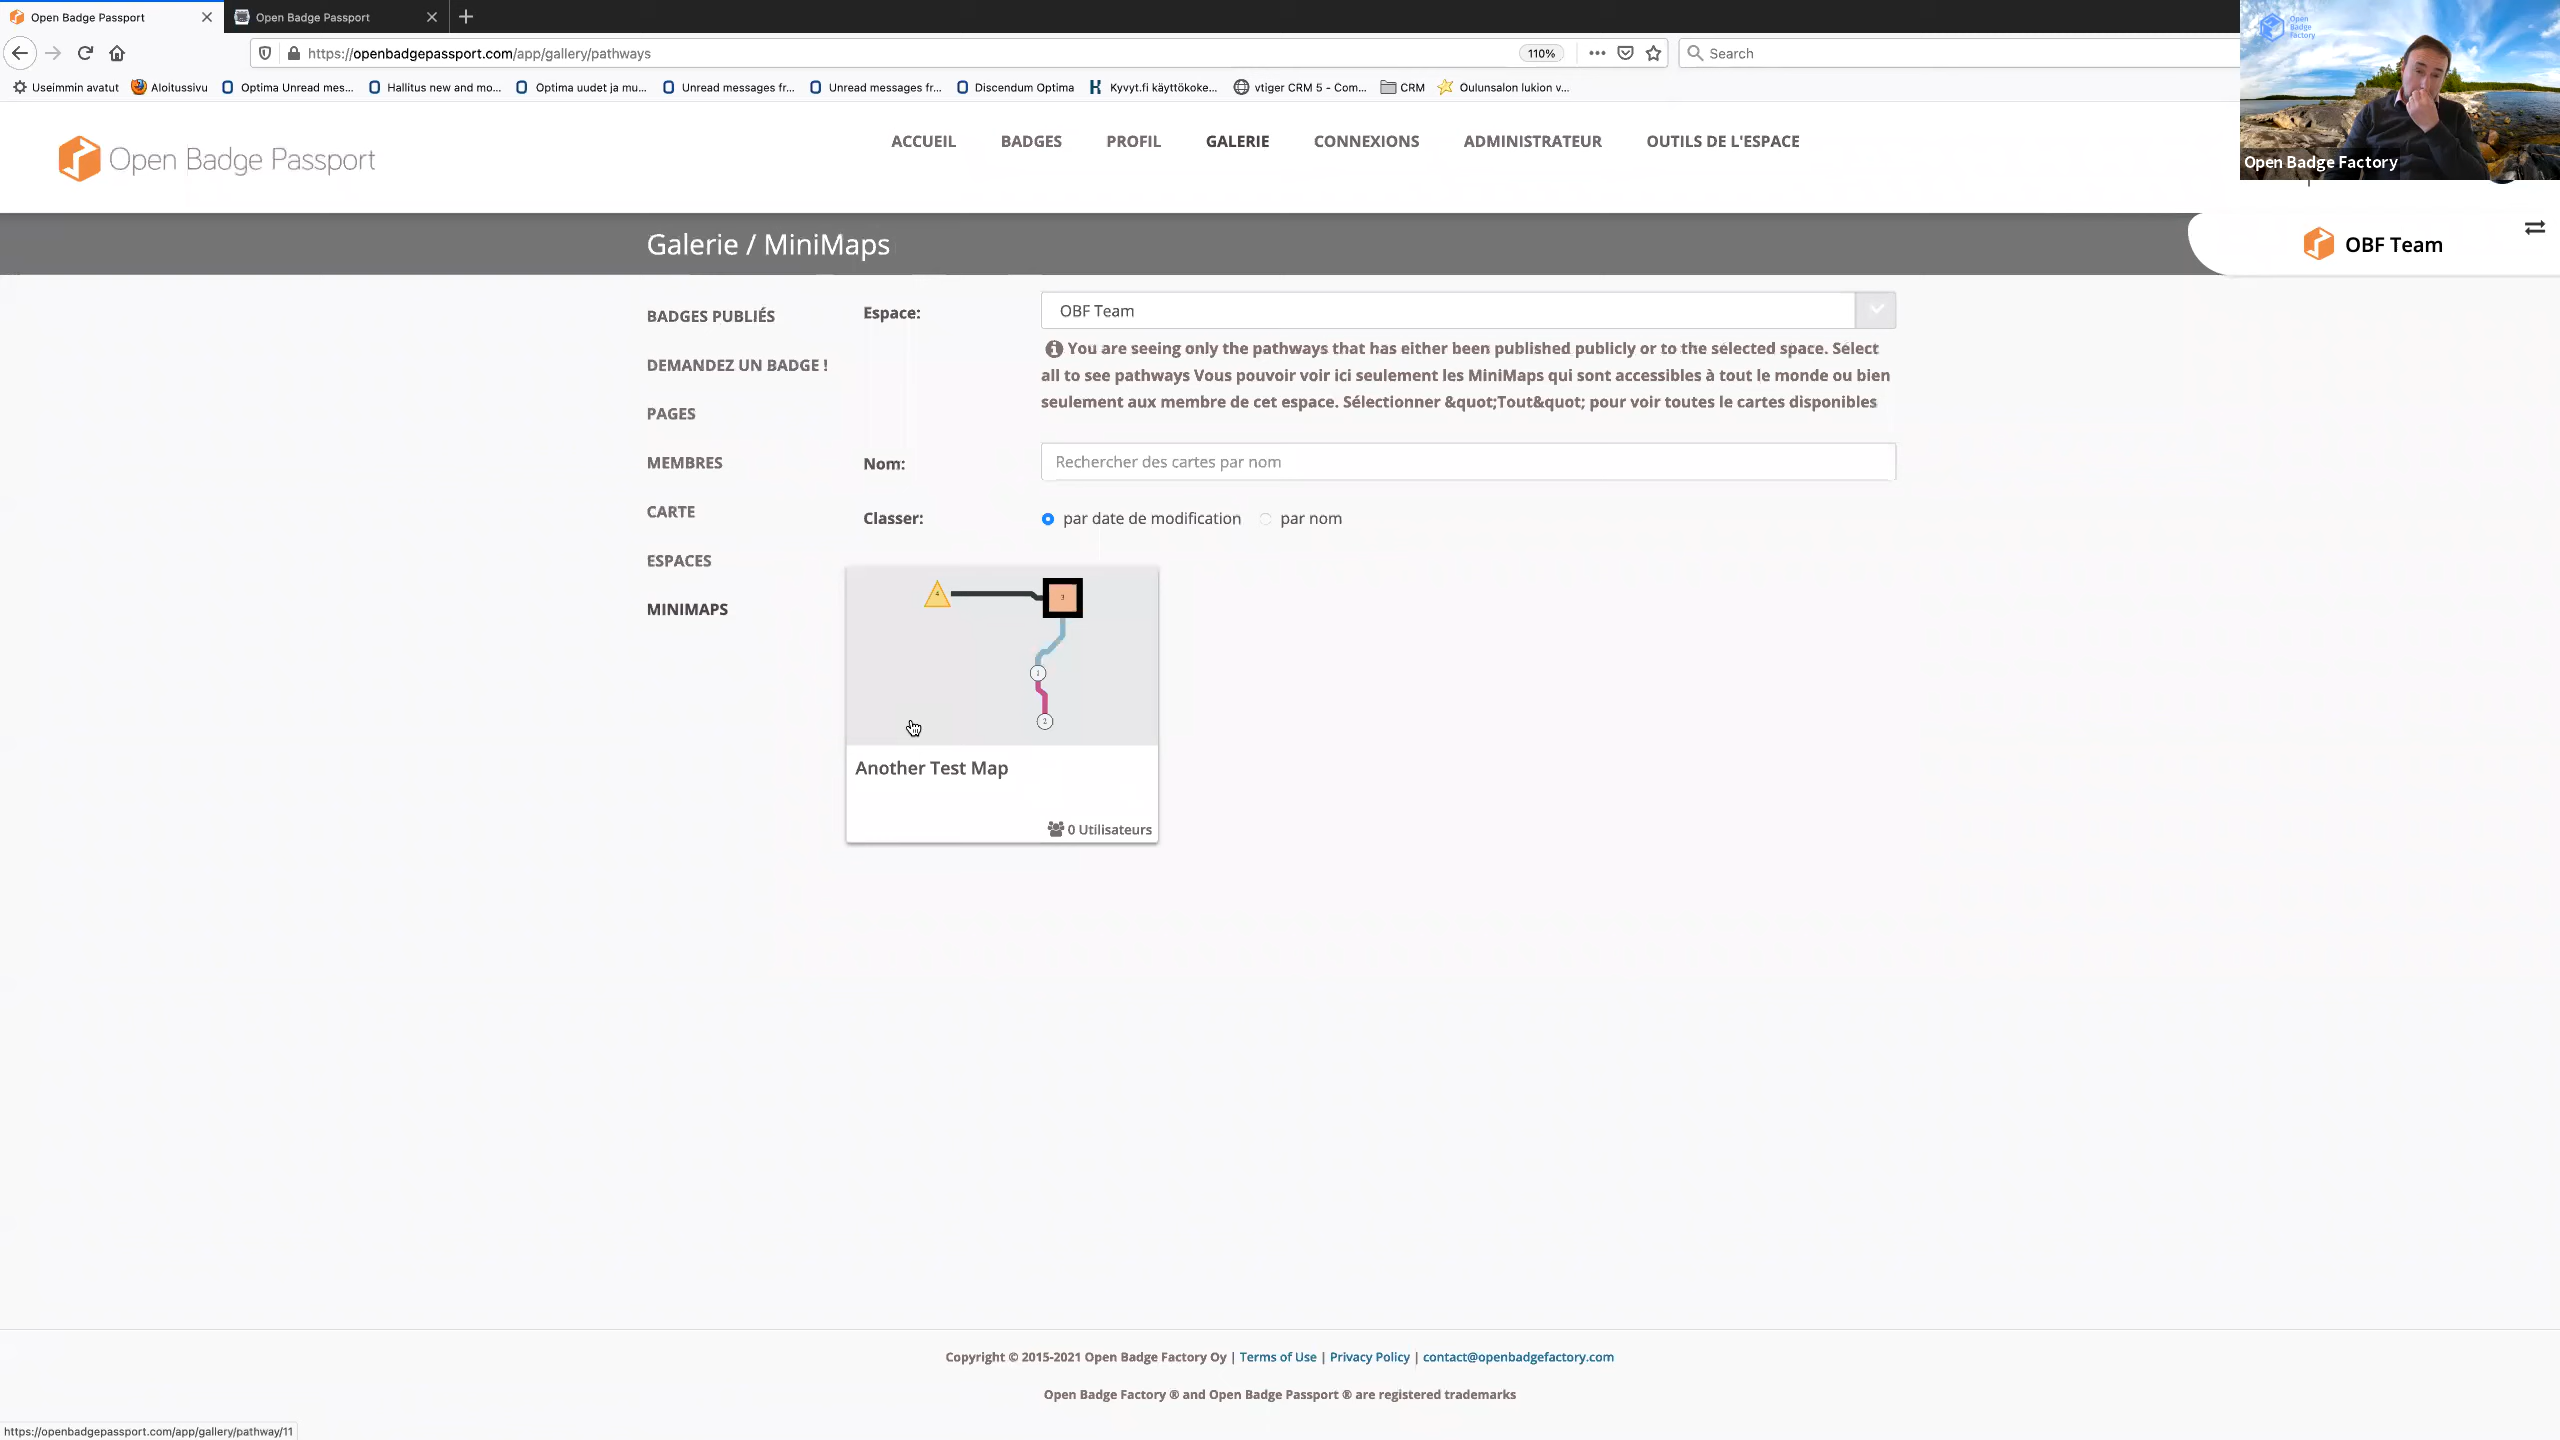 Open Badge Passport
Open Badge Passport
https://openbadgepassport.com/app/gallery/pathways
110%
Search
Useimmin avatut
Aloitussivu
Optima Unread mes...
Hallitus new and mo...
Optima uudet ja mu...
Unread messages fr...
Unread messages fr...
Discendum Optima
Kyvyt.fi käyttökoke...
vtiger CRM 5 - Com...
CRM
Oulunsalon lukion v...
Open
Badge
Factory
Open Badge Factory
Open Badge Passport
ACCUEIL
BADGES
PROFIL
GALERIE
CONNEXIONS
ADMINISTRATEUR
OUTILS DE L'ESPACE
Galerie / MiniMaps
OBF Team
BADGES PUBLIÉS
DEMANDEZ UN BADGE !
PAGES
MEMBRES
CARTE
ESPACES
MINIMAPS
Espace:
OBF Team
You are seeing only the pathways that has either been published publicly or to the selected space. Select
all to see pathways Vous pouvoir voir ici seulement les MiniMaps qui sont accessibles à tout le monde ou bien
seulement aux membre de cet espace. Sélectionner &quot;Tout&quot; pour voir toutes le cartes disponibles
Nom:
Rechercher des cartes par nom
Classer:
par date de modification
par nom
4
3
1
2
Another Test Map
0 Utilisateurs
Copyright © 2015-2021 Open Badge Factory Oy | Terms of Use | Privacy Policy | contact@openbadgefactory.com
Open Badge Factory ® and Open Badge Passport ® are registered trademarks
https://openbadgepassport.com/app/gallery/pathway/11